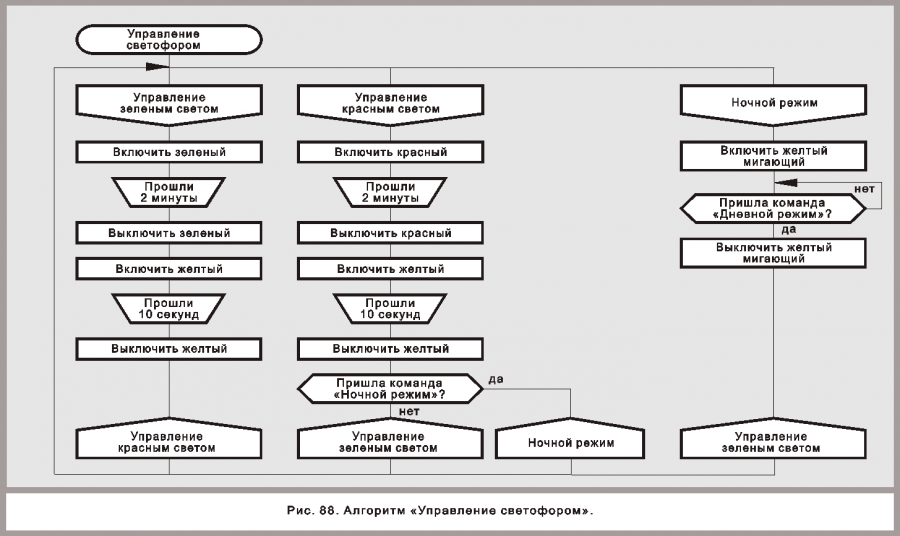 Управление
светофором
Управление
зеленым светом
Включить зеленый
Прошли
2 минуты
Выключить зеленый
Включить желтый
Прошли
10 секунд
Выключить желтый
Управление
красным светом
Управление
красным светом
Включить красный
Прошли
2 минуты
Выключить красный
Включить желтый
Прошли
10 секунд
Выключить желтый
Пришла команда
«Ночной режим»?
да
нет
Управление
зеленым светом
Ночной режим
Ночной режим
Включить желтый
мигающий
нет
Пришла команда
«Дневной режим»?
да
Выключить желтый
мигающий
Управление
зеленым светом
Рис. 88. Алгоритм «Управление светофором».